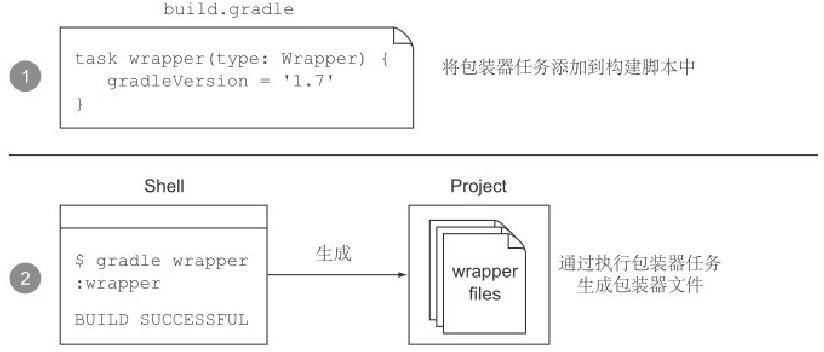 build.gradle
task wrapper(type: Wrapper) {
gradleVersion = '1.7'
}
1
将包装器任务添加到构建脚本中
Shell
Project
2
$ gradle wrapper
:wrapper
BUILD SUCCESSFUL
生成
wrapper
files
通过执行包装器任务
生成包装器文件